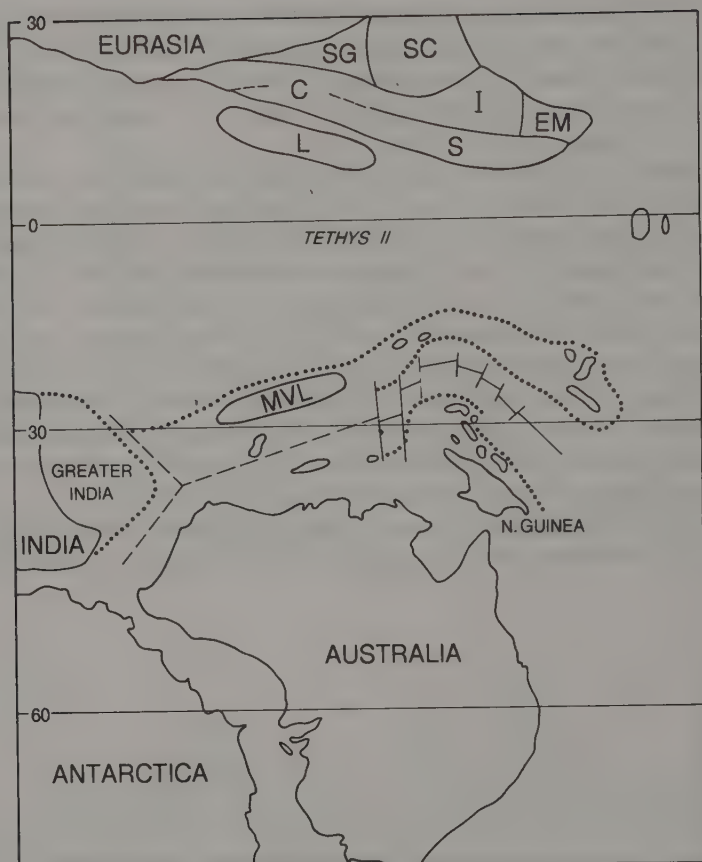 30
EURASIA
SG
SC
C
I
EM
L
S
0
TETHYS II
MVL
30
GREATER
INDIA
INDIA
N. GUINEA
AUSTRALIA
60
ANTARCTICA